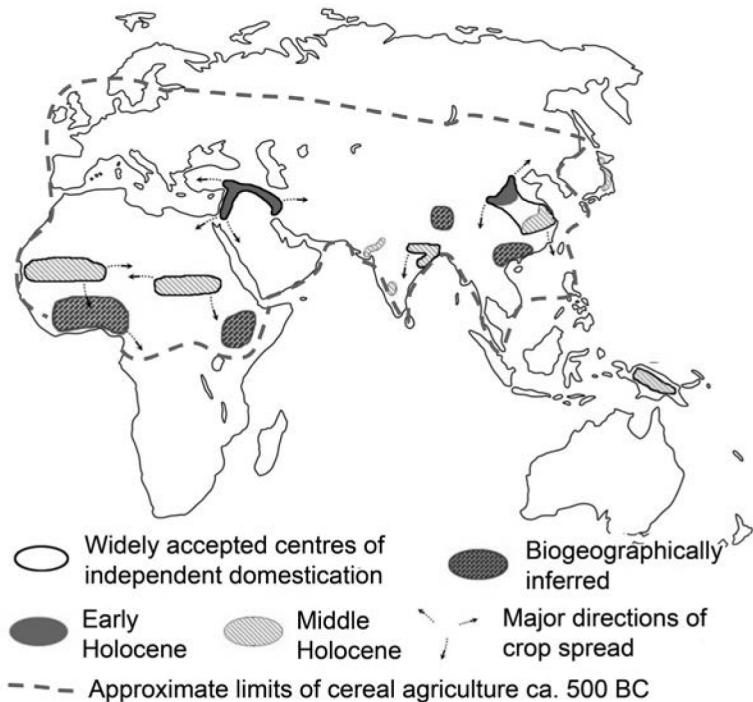 Widely accepted centres of
independent domestication
Biogeographically
inferred
Early
Holocene
Middle
Holocene
Major directions of
crop spread
Approximate limits of cereal agriculture ca. 500 BC